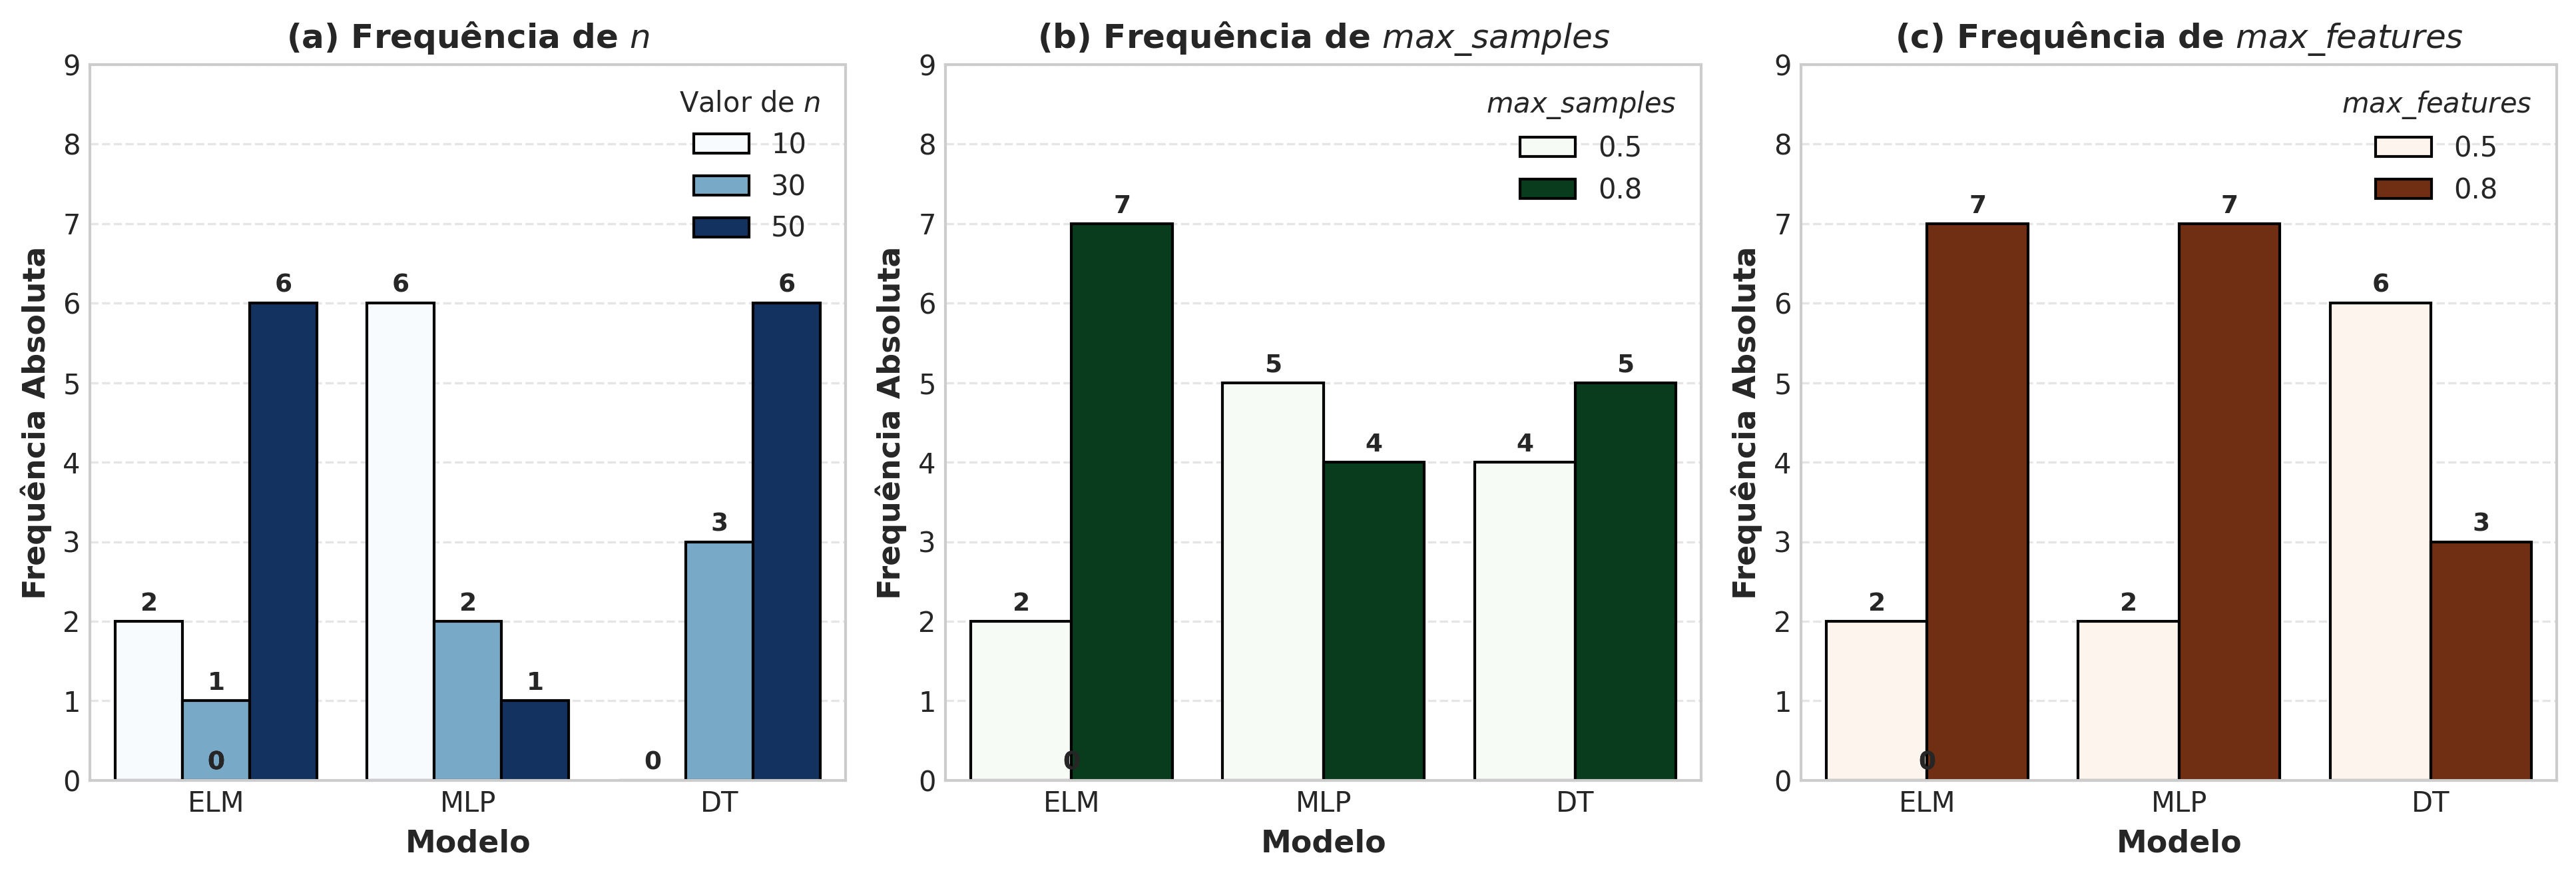 (a) Frequência de n
Frequência Absoluta
9
8
7
6
5
4
3
2
1
0
Valor de n
10
30
50
2
1
0
6
6
2
1
0
3
6
ELM
MLP
DT
Modelo
(b) Frequência de max_samples
Frequência Absoluta
9
8
7
6
5
4
3
2
1
0
max_samples
0.5
0.8
2
0
7
5
4
4
5
ELM
MLP
DT
Modelo
(c) Frequência de max_features
Frequência Absoluta
9
8
7
6
5
4
3
2
1
0
max_features
0.5
0.8
2
0
7
2
7
6
3
ELM
MLP
DT
Modelo